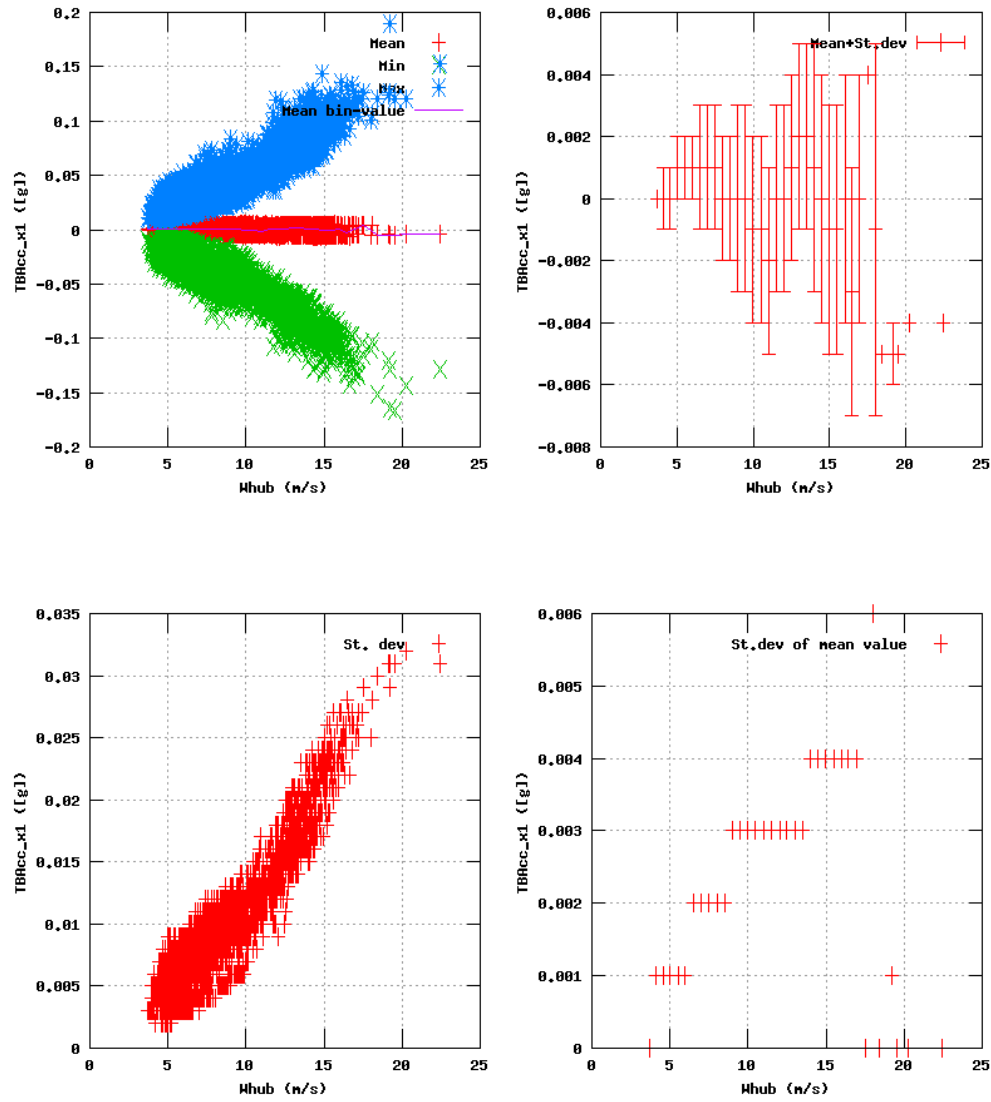 0.2
0.15
0.1
0.05
0
-0.05
-0.1
-0.15
-0.2
TBAcc_x1 ([g])
Mean
Min
Max
Mean bin-value
0 5 10 15 20 25
Whub (m/s)
0.006
0.004
0.002
0
-0.002
-0.004
-0.006
-0.008
TBAcc_x1 ([g])
Mean+St.dev
0 5 10 15 20 25
Whub (m/s)
0.035
0.03
0.025
0.02
0.015
0.01
0.005
0
TBAcc_x1 ([g])
St. dev
0 5 10 15 20 25
Whub (m/s)
0.006
0.005
0.004
0.003
0.002
0.001
0
TBAcc_x1 ([g])
St.dev of mean value
0 5 10 15 20 25
Whub (m/s)